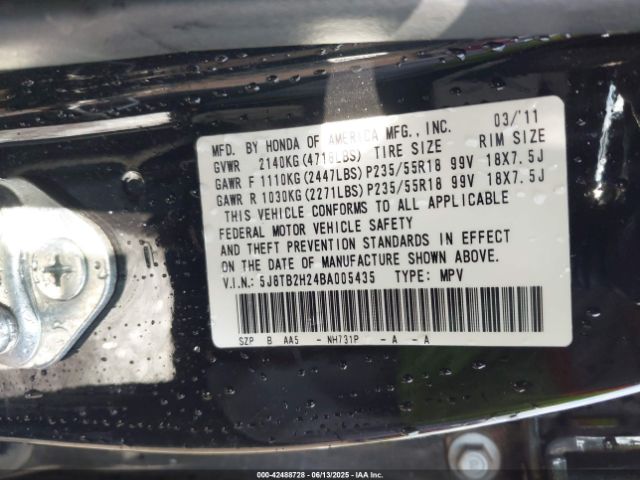 MFD. BY HONDA OF AMERICA MFG., INC. 03/'11
GVWR 2140KG(4718LBS) TIRE SIZE RIM SIZE
GAWR F 1110KG(2447LBS)P235/55R18 99V 18X7.5J
GAWR R 1030KG(2271LBS)P235/55R18 99V 18X7.5J
THIS VEHICLE CONFORMS TO ALL APPLICABLE
FEDERAL MOTOR VEHICLE SAFETY
AND THEFT PREVENTION STANDARDS IN EFFECT
ON THE DATE OF MANUFACTURE SHOWN ABOVE.
V.I.N.: 5J8TB2H24BA005435 TYPE: MPV
SZP B AA5 -NH731P -A -A
000-42488728 - 06/13/2025 - IAA Inc.